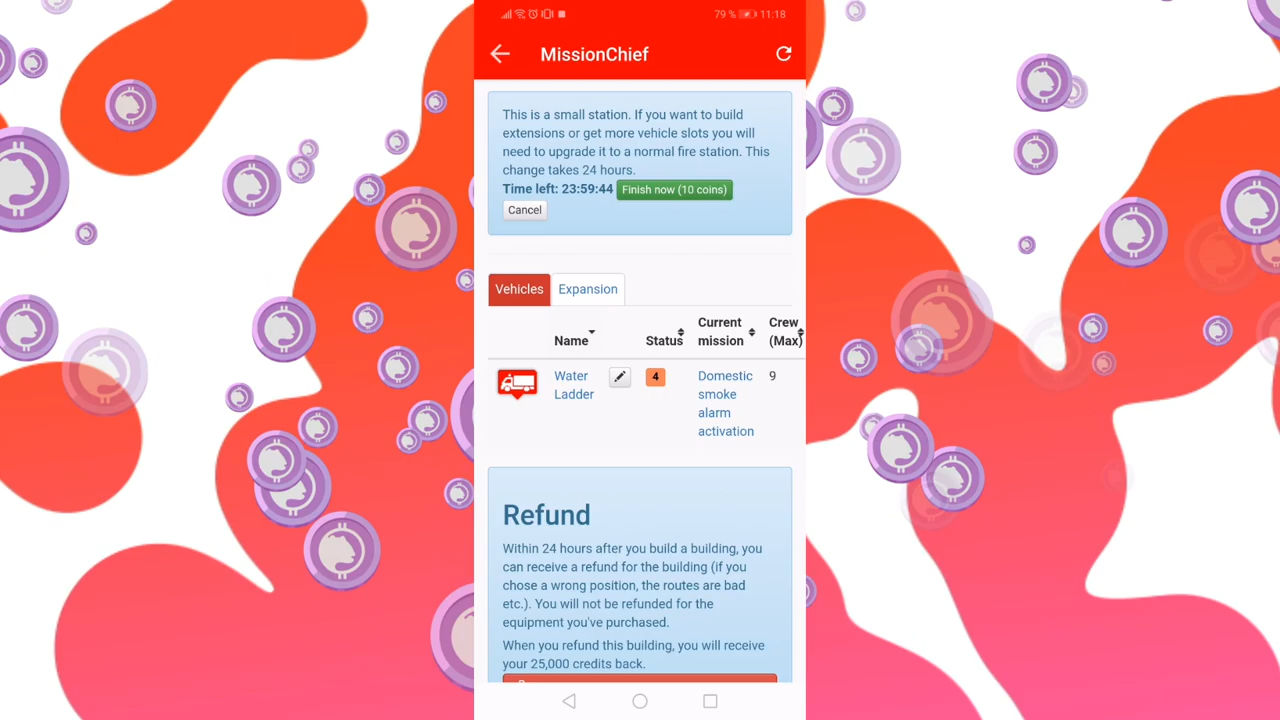 79 % 11:18
MissionChief
This is a small station. If you want to build
extensions or get more vehicle slots you will
need to upgrade it to a normal fire station. This
change takes 24 hours.
Time left: 23:59:44 Finish now (10 coins)
Cancel
Vehicles Expansion
Name Status Current mission Crew (Max)
Water Ladder 4 Domestic smoke alarm activation 9
Refund
Within 24 hours after you build a building, you
can receive a refund for the building (if you
chose a wrong position, the routes are bad
etc.). You will not be refunded for the
equipment you've purchased.
When you refund this building, you will receive
your 25,000 credits back.